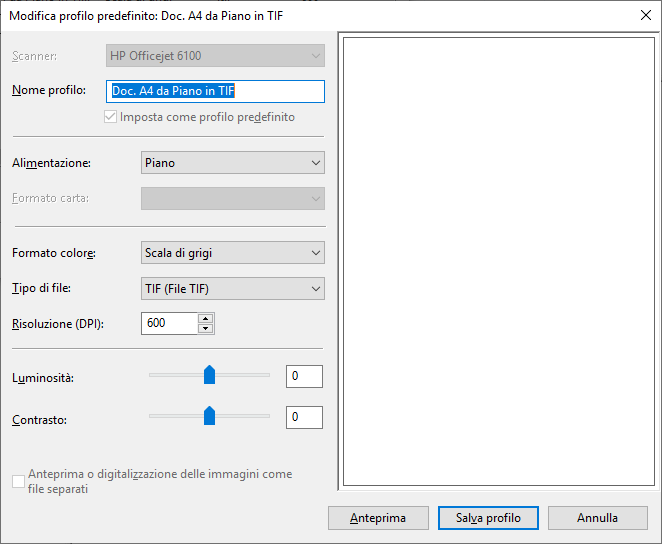 Modifica profilo predefinito: Doc. A4 da Piano in TIF
Scanner:
HP Officejet 6100
Nome profilo:
Doc. A4 da Piano in TIF
Imposta come profilo predefinito
Alimentazione:
Piano
Formato carta:
Formato colore:
Scala di grigi
Tipo di file:
TIF (File TIF)
Risoluzione (DPI):
600
Luminosità:
0
Contrasto:
0
Anteprima o digitalizzazione delle immagini come
file separati
Anteprima
Salva profilo
Annulla